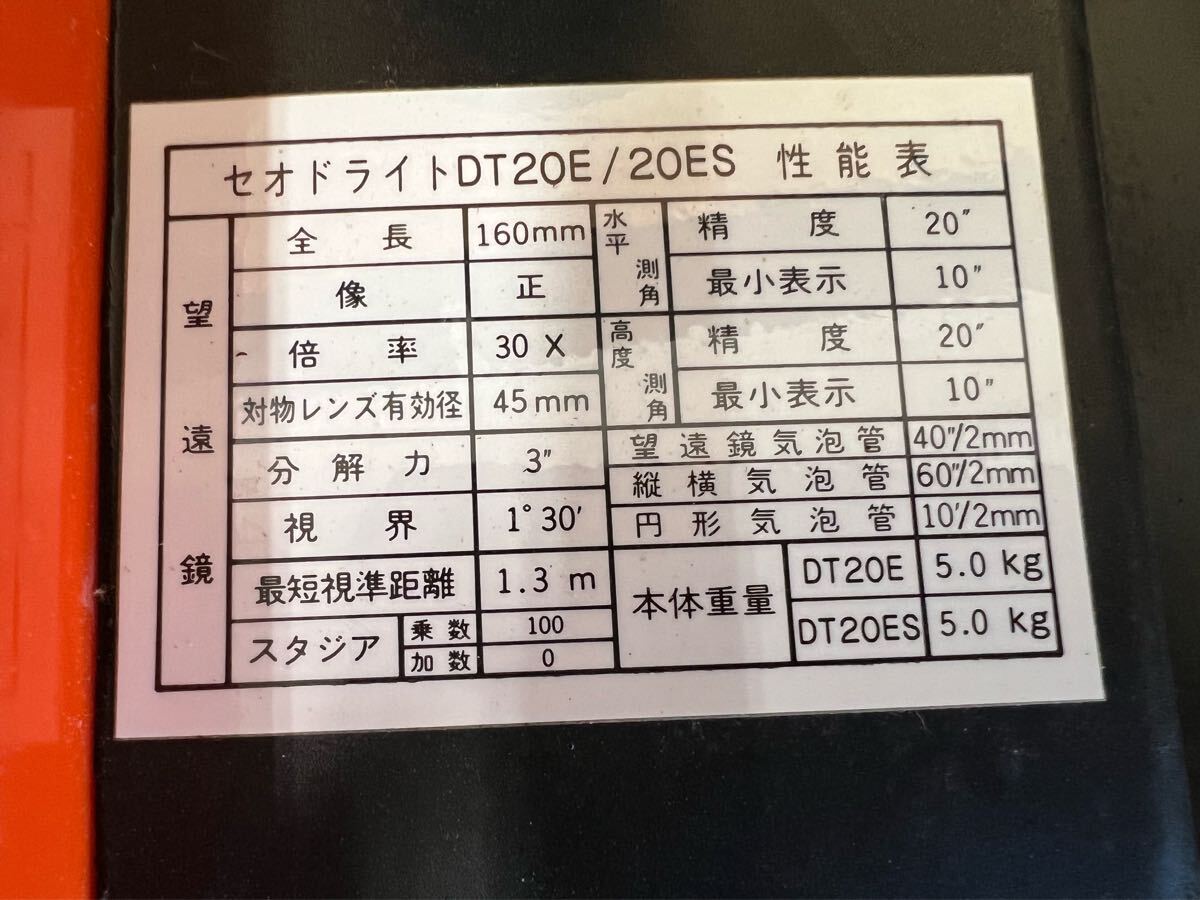 セオドライトDT20E/20ES 性能表
望遠鏡
全長 160mm
像 正
倍率 30 X
対物レンズ有効径 45mm
分解力 3″
視界 1°30′
最短視準距離 1.3 m
スタジア 乗数 100
加数 0
水平測角 精度 20″
最小表示 10″
高度測角 精度 20″
最小表示 10″
望遠鏡気泡管 40″/2mm
縦横気泡管 60″/2mm
円形気泡管 10′/2mm
本体重量 DT20E 5.0 kg
DT20ES 5.0 kg